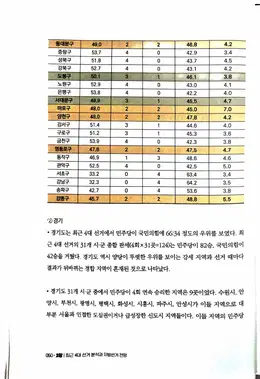 동대문구 49.0 2 2 46.8 4.2
중랑구 53.7 4 0 42.9 3.4
성북구 51.8 4 0 43.7 4.5
강북구 52.7 4 0 43.1 4.2
도봉구 50.1 3 1 46.1 3.8
노원구 52.9 4 0 43.0 4.1
은평구 53.8 4 0 42.2 4.0
서대문구 49.8 3 1 45.5 4.7
마포구 48.0 2 2 45.0 7.0
양천구 48.0 2 2 47.8 4.2
강서구 51.4 3 1 44.6 4.0
구로구 51.2 3 1 45.3 3.6
금천구 53.9 4 0 42.3 3.8
영등포구 47.8 2 2 47.5 4.7
동작구 46.9 1 3 48.6 4.6
관악구 52.5 4 0 42.5 5.0
서초구 33.2 0 4 63.4 3.4
강남구 32.3 0 4 64.2 3.5
송파구 42.7 0 4 53.6 3.8
강동구 45.7 2 2 48.8 5.5
② 경기
• 경기도는 최근 4대 선거에서 민주당이 국민의힘에 66:34 정도의 우위를 보였다. 최
근 4대 선거의 31개 시·군 종합 판세(4회×31곳=124)는 민주당이 82승, 국민의힘이
42승을 거뒀다. 경기도 역시 양당이 뚜렷한 우위를 보이는 강세 지역과 선거 때마다
결과가 뒤바뀌는 경합 지역이 혼재된 것으로 나타났다.
• 경기도 31개 시·군 중에서 민주당이 4회 연속 승리한 지역은 9곳이었다. 수원시, 안
양시, 부천시, 광명시, 평택시, 화성시, 시흥시, 파주시, 안성시가 이들 지역으로 대
부분 서울과 인접한 도심권이거나 급성장한 신도시 지역들이다. 이들 지역의 민주당
050 · 2장 | 최근 4대 선거 분석과 지방선거 전망